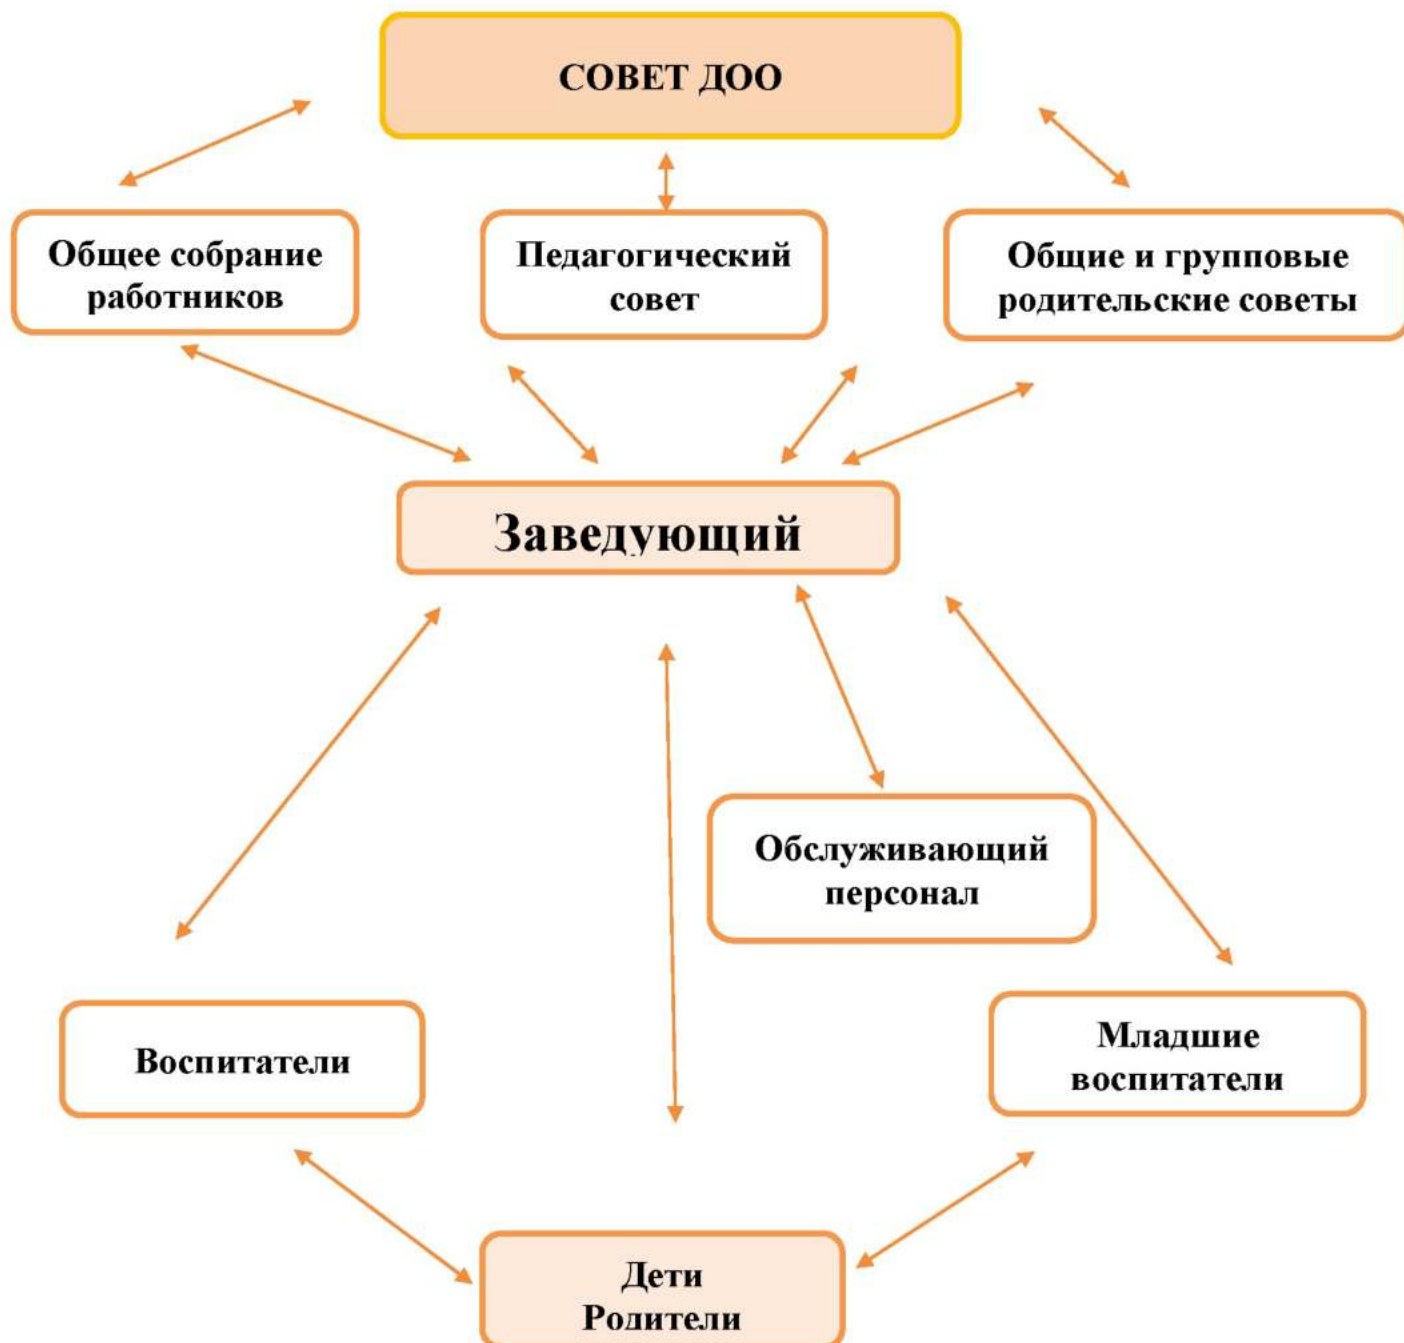 СОВЕТ ДОО
Общее собрание
работников
Педагогический
совет
Общие и групповые
родительские советы
Заведующий
Обслуживающий
персонал
Воспитатели
Младшие
воспитатели
Дети
Родители